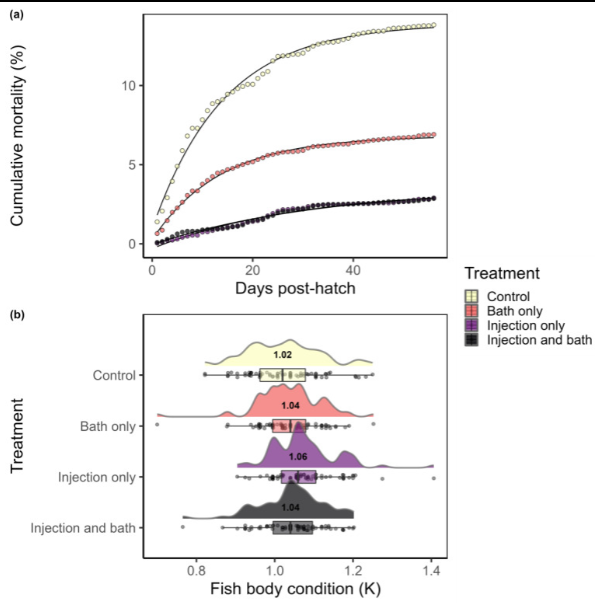 (a)
Cumulative mortality (%)
10
5
0
0 20 40
Days post-hatch
Treatment
Control
Bath only
Injection only
Injection and bath
(b)
Treatment
Control
1.02
Bath only
1.04
Injection only
1.06
Injection and bath
1.04
0.8 1.0 1.2 1.4
Fish body condition (K)